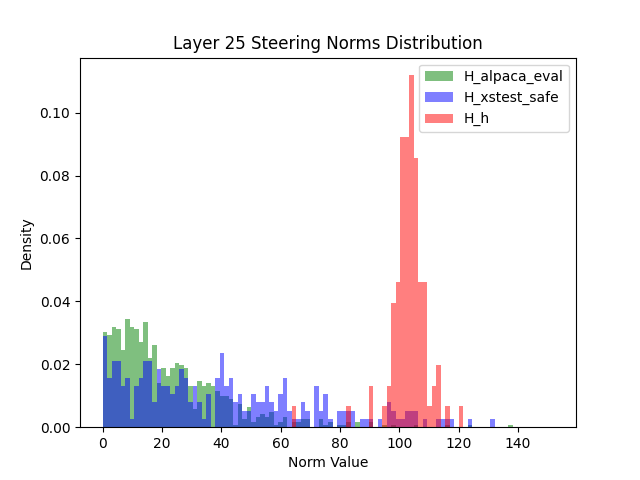 Layer 25 Steering Norms Distribution
H_alpaca_eval
H_xstest_safe
H_h
Density
0.10
0.08
0.06
0.04
0.02
0.00
0
20
40
60
80
100
120
140
Norm Value